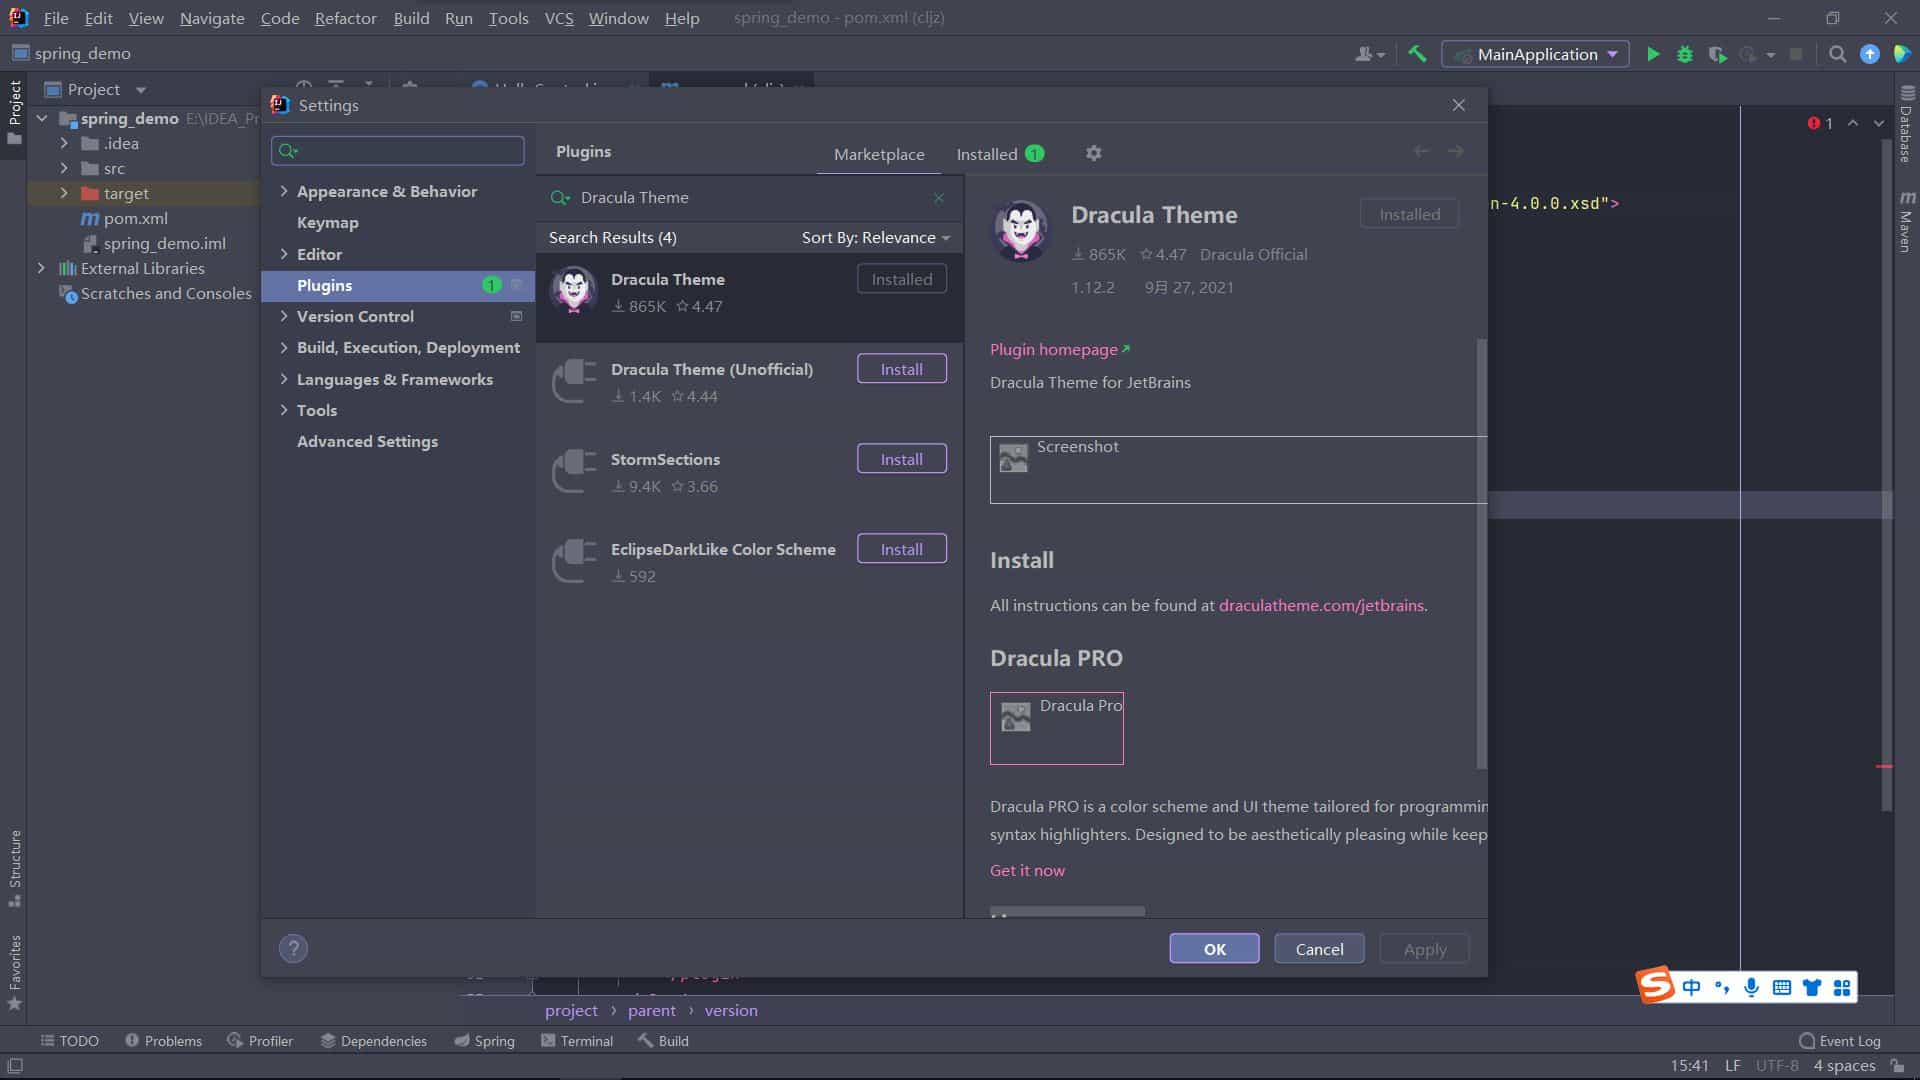 File Edit View Navigate Code Refactor Build Run Tools VCS Window Help spring_demo - pom.xml (cljz)
spring_demo
MainApplication
Project
Project
spring_demo E:\IDEA_Pr
.idea
src
target
pom.xml
spring_demo.iml
External Libraries
Scratches and Consoles
Structure
Favorites
Settings
Appearance & Behavior
Keymap
Editor
Plugins 1
Version Control
Build, Execution, Deployment
Languages & Frameworks
Tools
Advanced Settings
Plugins
Marketplace
Installed 1
Dracula Theme
Search Results (4)
Sort By: Relevance
Dracula Theme
Installed
865K 4.47
Dracula Theme (Unofficial)
Install
1.4K 4.44
StormSections
Install
9.4K 3.66
EclipseDarkLike Color Scheme
Install
592
Dracula Theme
Installed
865K 4.47 Dracula Official
1.12.2 9月 27, 2021
Plugin homepage
Dracula Theme for JetBrains
Screenshot
Install
All instructions can be found at draculatheme.com/jetbrains.
Dracula PRO
Dracula Pro
Dracula PRO is a color scheme and UI theme tailored for programmin
syntax highlighters. Designed to be aesthetically pleasing while keep
Get it now
?
OK
Cancel
Apply
1
n-4.0.0.xsd">
Database
m Maven
project › parent › version
S中
TODO Problems Profiler Dependencies Spring Terminal Build Event Log
15:41 LF UTF-8 4 spaces